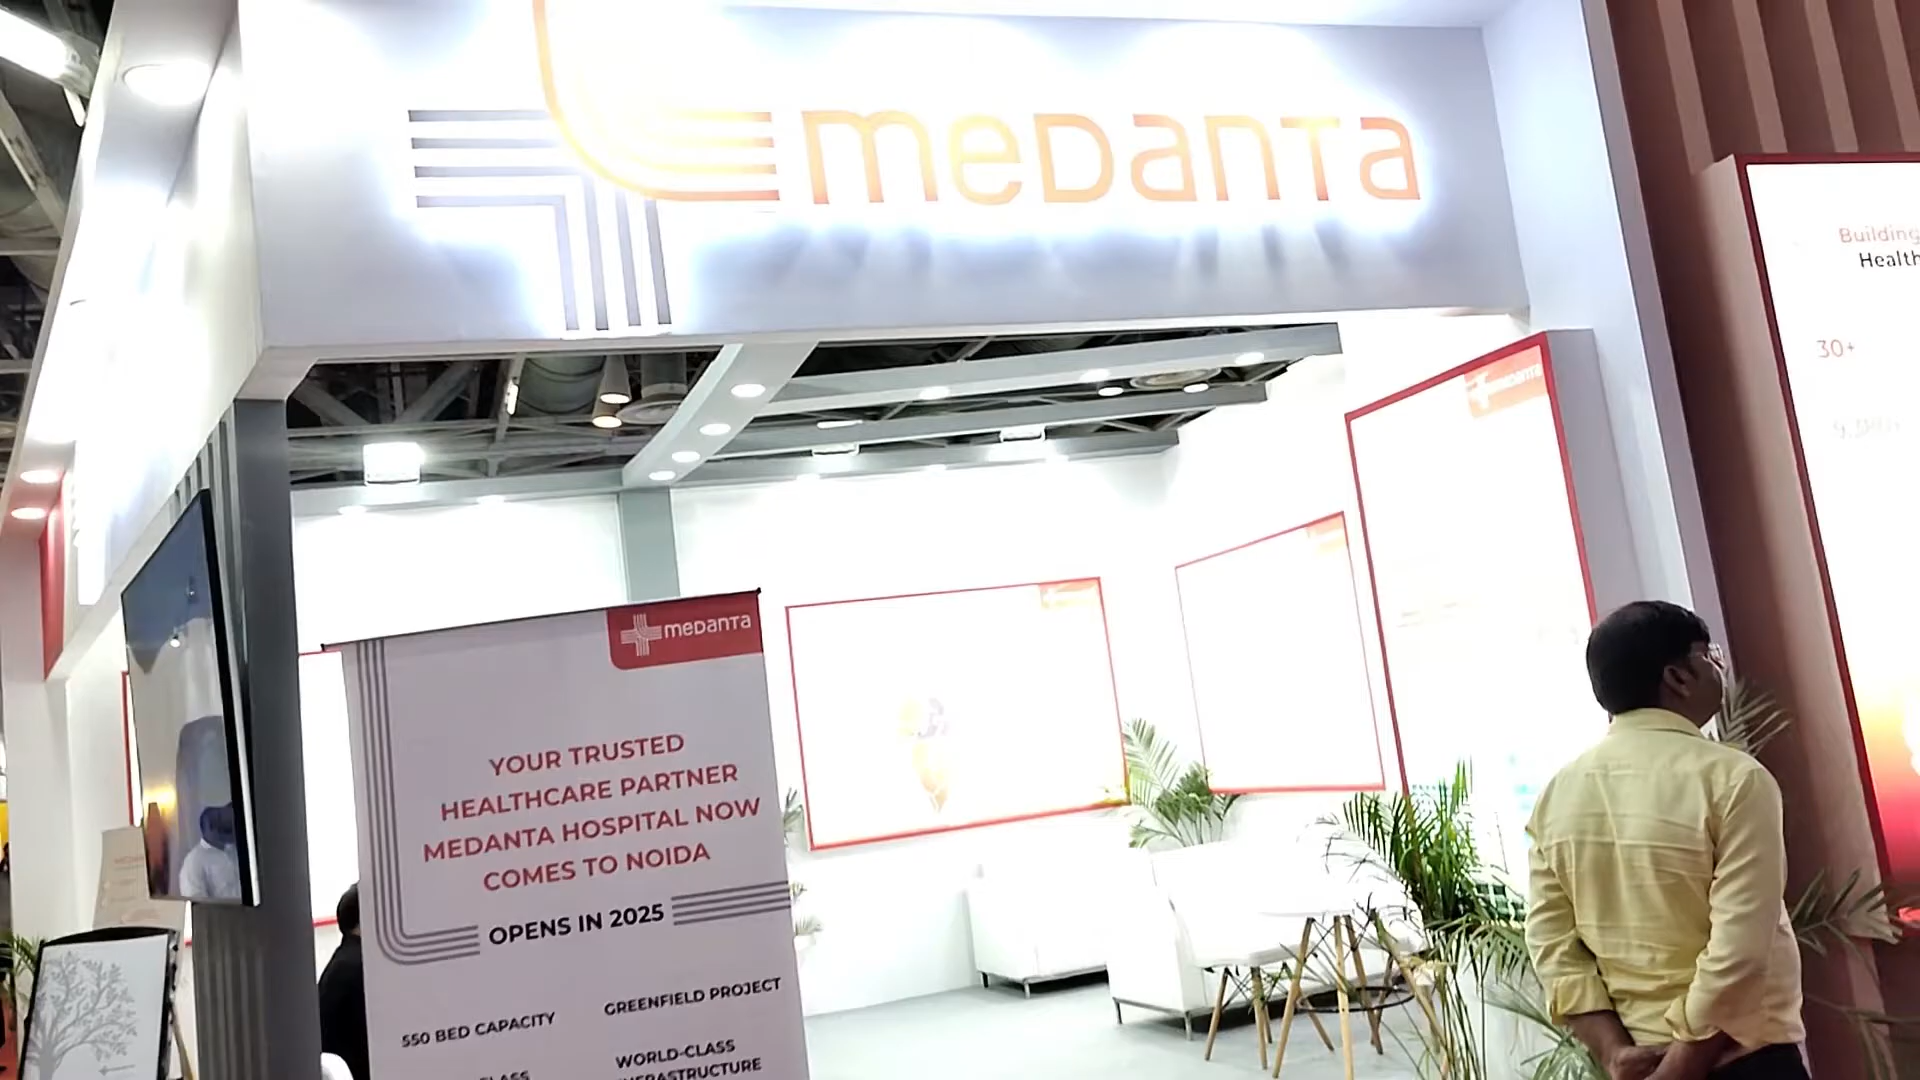 meDanTa
Building
Health
30+
meDanTa
meDanTa
YOUR TRUSTED
HEALTHCARE PARTNER
MEDANTA HOSPITAL NOW
COMES TO NOIDA
OPENS IN 2025
550 BED CAPACITY
GREENFIELD PROJECT
WORLD-CLASS